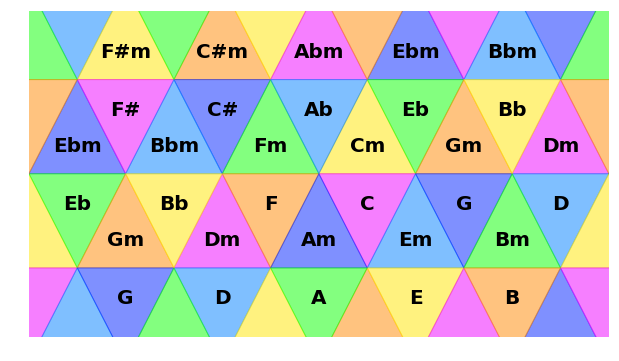 F#m C#m Abm Ebm Bbm
F# C# Ab Eb Bb
Ebm Bbm Fm Cm Gm Dm
Eb Bb F C G D
Gm Dm Am Em Bm
G D A E B